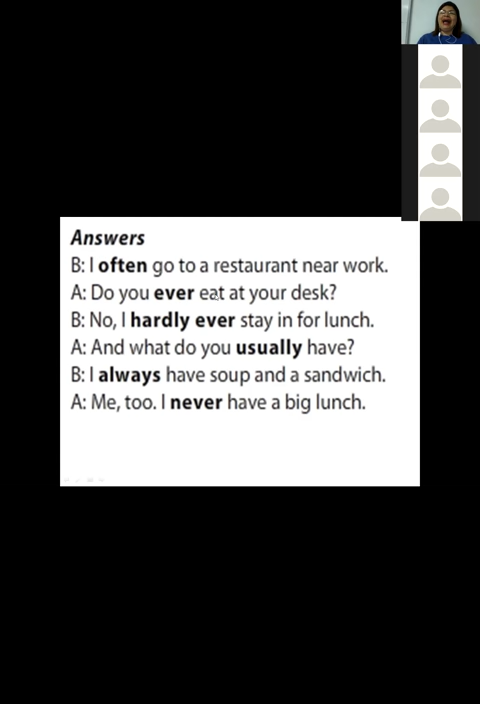 Answers
B: I often go to a restaurant near work.
A: Do you ever eat at your desk?
B: No, I hardly ever stay in for lunch.
A: And what do you usually have?
B: I always have soup and a sandwich.
A: Me, too. I never have a big lunch.